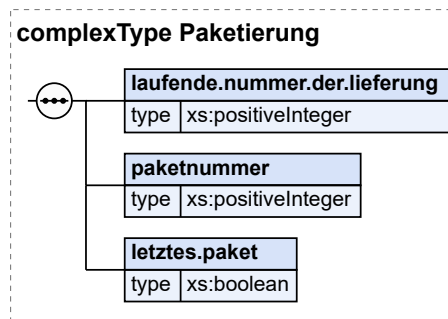 complexType Paketierung
laufende.nummer.der.lieferung
type xs:positiveInteger
paketnummer
type xs:positiveInteger
letztes.paket
type xs:boolean